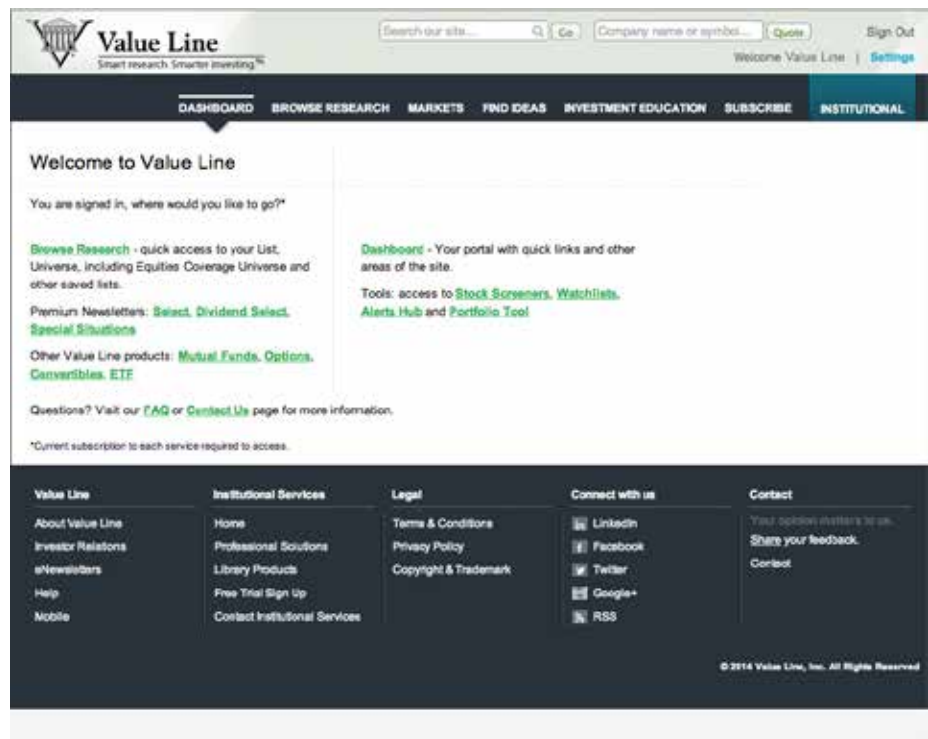 Value Line
Smart research. Smarter investing.™
Search our site...
Go
Company name or symbol...
Quote
Sign Out
Welcome Value Line | Settings
DASHBOARD BROWSE RESEARCH MARKETS FIND IDEAS INVESTMENT EDUCATION SUBSCRIBE INSTITUTIONAL
Welcome to Value Line
You are signed in, where would you like to go?*
Browse Research - quick access to your List,
Universe, including Equities Coverage Universe and
other saved lists.
Premium Newsletters: Select, Dividend Select,
Special Situations
Other Value Line products: Mutual Funds, Options,
Convertibles, ETF
Dashboard - Your portal with quick links and other
areas of the site.
Tools: access to Stock Screeners, Watchlists,
Alerts Hub and Portfolio Tool
Questions? Visit our FAQ or Contact Us page for more information.
*Current subscription to each service required to access.
Value Line
About Value Line
Investor Relations
eNewsletters
Help
Mobile
Institutional Services
Home
Professional Solutions
Library Products
Free Trial Sign Up
Contact Institutional Services
Legal
Terms & Conditions
Privacy Policy
Copyright & Trademark
Connect with us
LinkedIn
Facebook
Twitter
Google+
RSS
Contact
Your opinion matters to us.
Share your feedback.
Contact
© 2014 Value Line, Inc. All Rights Reserved